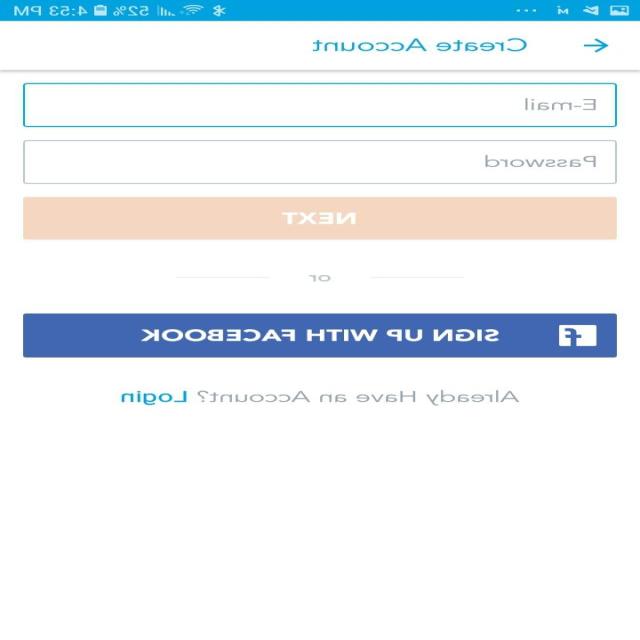 52% 4:53 PM
Create Account
E-mail
Password
NEXT
or
SIGN UP WITH FACEBOOK
Already Have an Account? Login